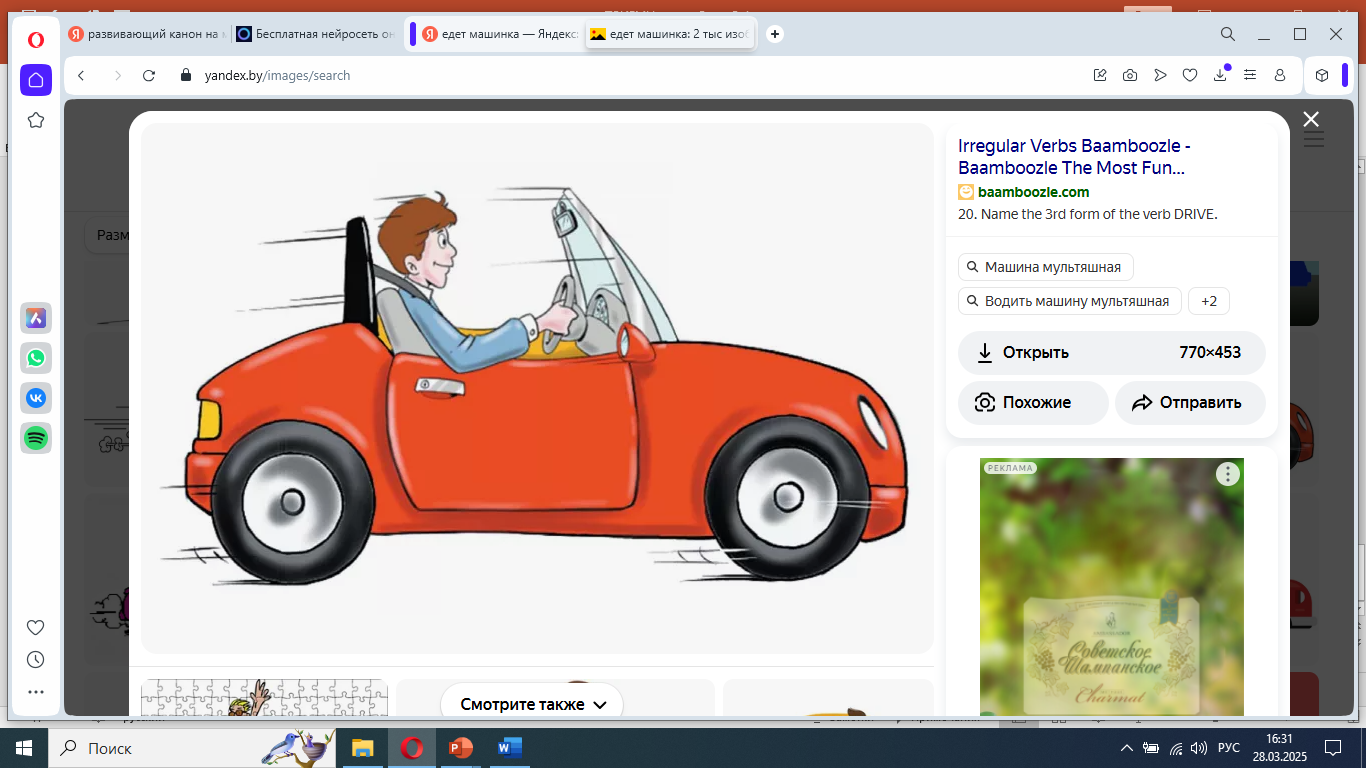 развивающий канон на
Бесплатная нейросеть
едет машинка — Яндекс:
едет машинка: 2 тыс изоб
yandex.by/images/search
Разм
Irregular Verbs Baamboozle -
Baamboozle The Most Fun...
baamboozle.com
20. Name the 3rd form of the verb DRIVE.
Машина мультяшная
Водить машину мультяшная
+2
Открыть
770×453
Похожие
Отправить
РЕКЛАМА
Советское
Шампанское
Charmat
Смотрите также
Поиск
РУС
16:31
28.03.2025